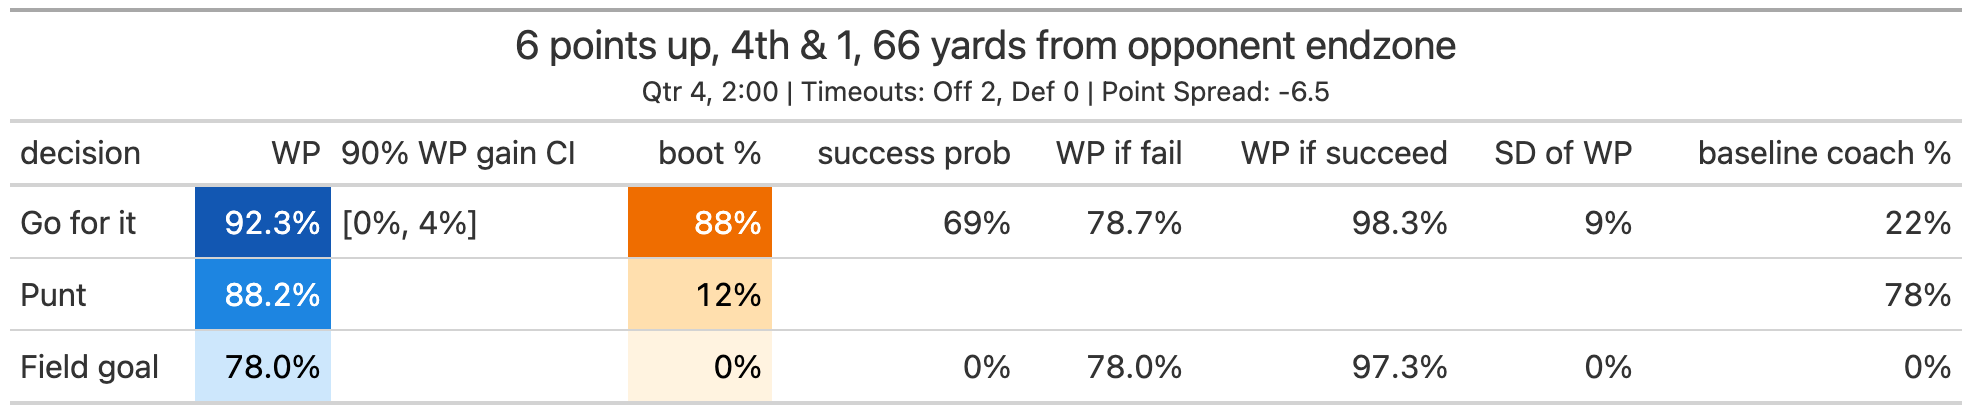 6 points up, 4th & 1, 66 yards from opponent endzone
Qtr 4, 2:00 | Timeouts: Off 2, Def 0 | Point Spread: -6.5
decision WP 90% WP gain CI boot % success prob WP if fail WP if succeed SD of WP baseline coach %
Go for it 92.3% [0%, 4%] 88% 69% 78.7% 98.3% 9% 22%
Punt 88.2% 12% 78%
Field goal 78.0% 0% 0% 78.0% 97.3% 0% 0%